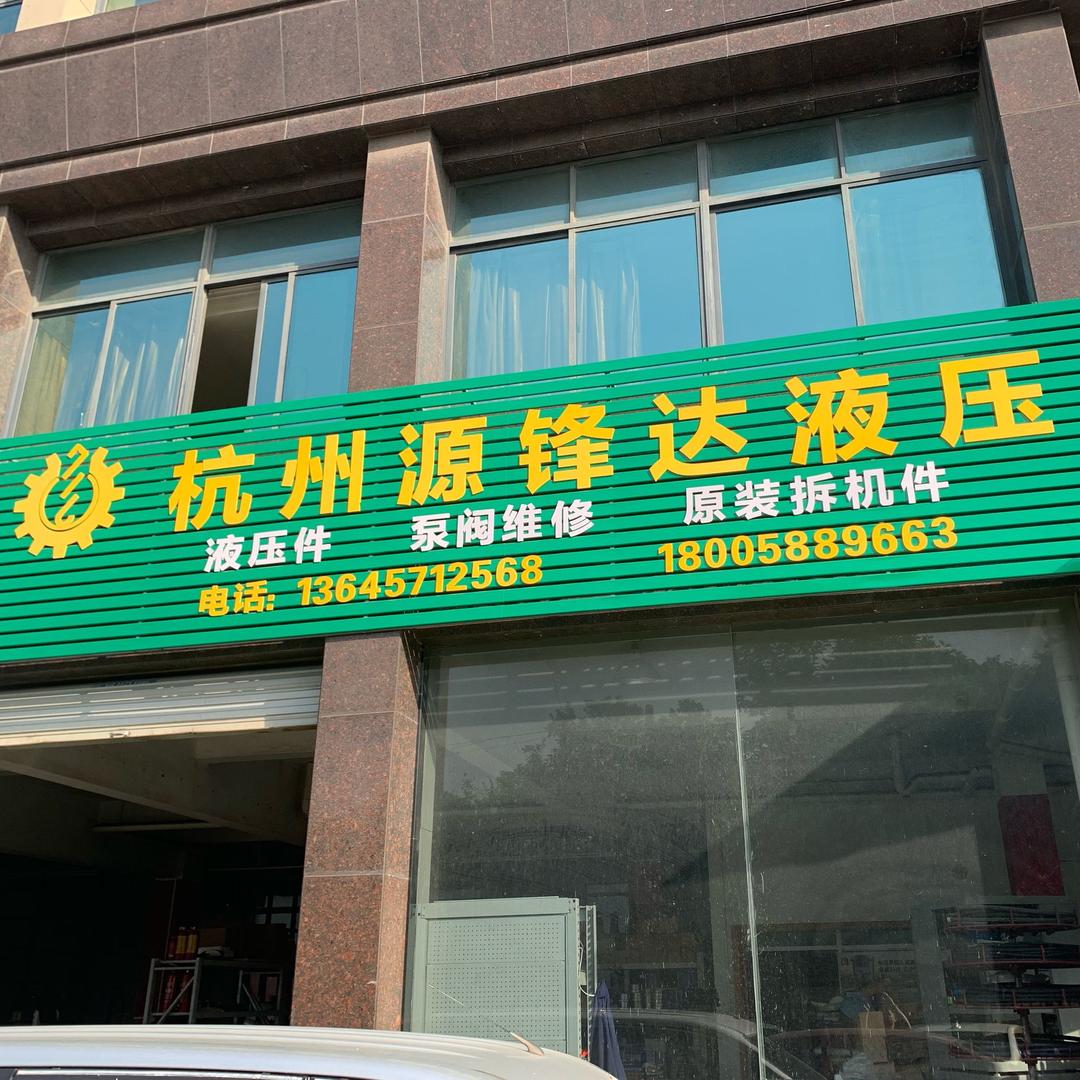 杭州源锋达液压
液压件 泵阀维修 原装拆机件
电话: 13645712568 18005889663